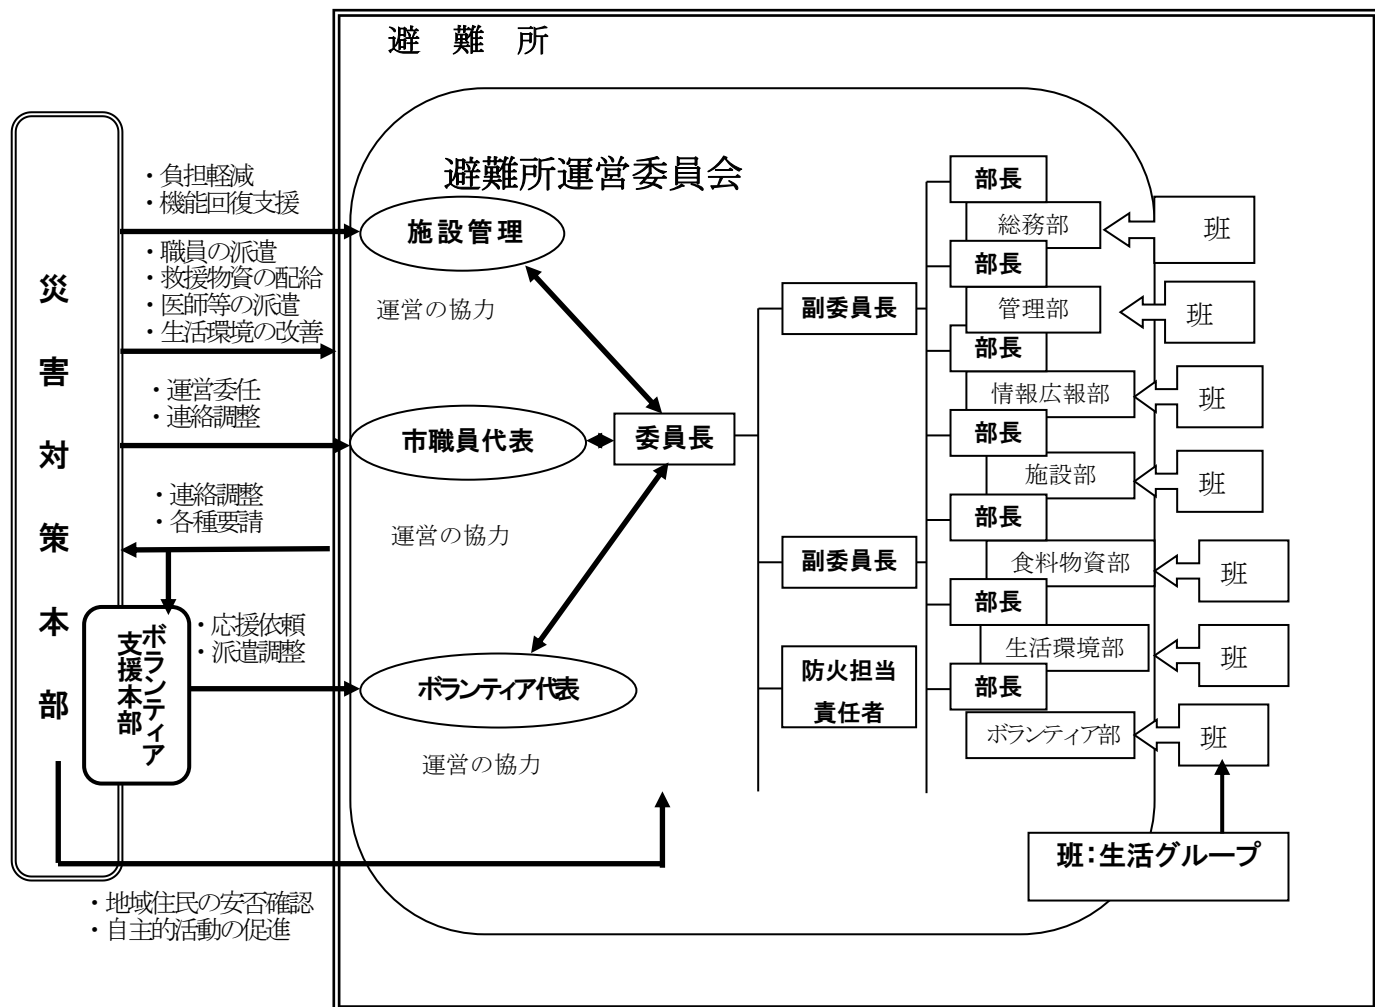 避 難 所
災害対策本部
・負担軽減
・機能回復支援
・職員の派遣
・救援物資の配給
・医師等の派遣
・生活環境の改善
・運営委任
・連絡調整
・連絡調整
・各種要請
ボランティア
支援本部
・応援依頼
・派遣調整
・地域住民の安否確認
・自主的活動の促進
避難所運営委員会
施設管理
運営の協力
市職員代表
運営の協力
ボランティア代表
運営の協力
委員長
副委員長
副委員長
防火担当
責任者
部長
総務部
班
部長
管理部
班
部長
情報広報部
班
部長
施設部
班
部長
食料物資部
班
部長
生活環境部
班
部長
ボランティア部
班
班：生活グループ